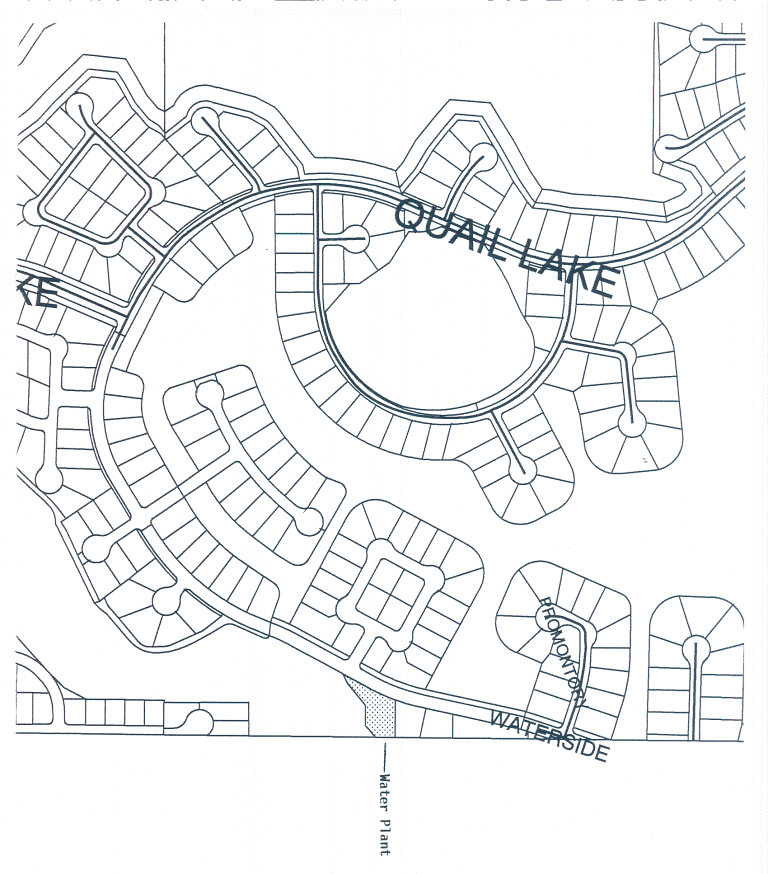 QUAIL LAKE
KE
PROMONTORY
WATERSIDE
Water Plant